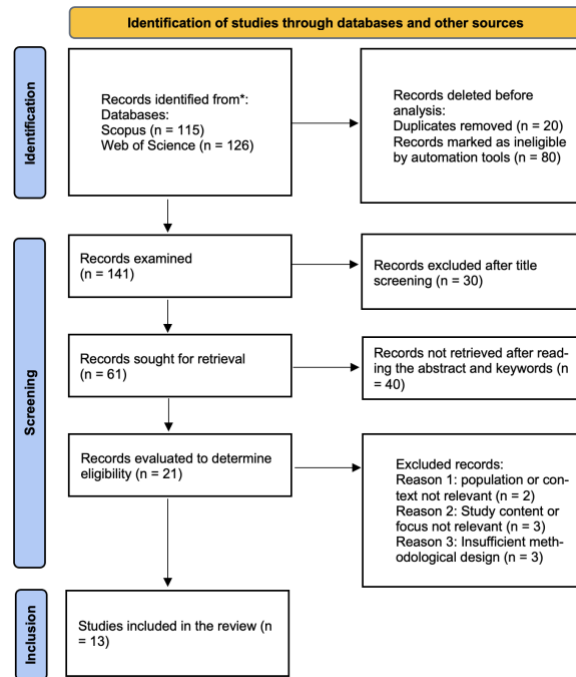 Identification of studies through databases and other sources
Identification
Records identified from*:
Databases:
Scopus (n = 115)
Web of Science (n = 126)
Records deleted before
analysis:
Duplicates removed (n = 20)
Records marked as ineligible
by automation tools (n = 80)
Screening
Records examined
(n = 141)
Records excluded after title
screening (n = 30)
Records sought for retrieval
(n = 61)
Records not retrieved after read-
ing the abstract and keywords (n
= 40)
Records evaluated to determine
eligibility (n = 21)
Excluded records:
Reason 1: population or con-
text not relevant (n = 2)
Reason 2: Study content or
focus not relevant (n = 3)
Reason 3: Insufficient meth-
odological design (n = 3)
Inclusion
Studies included in the review (n
= 13)